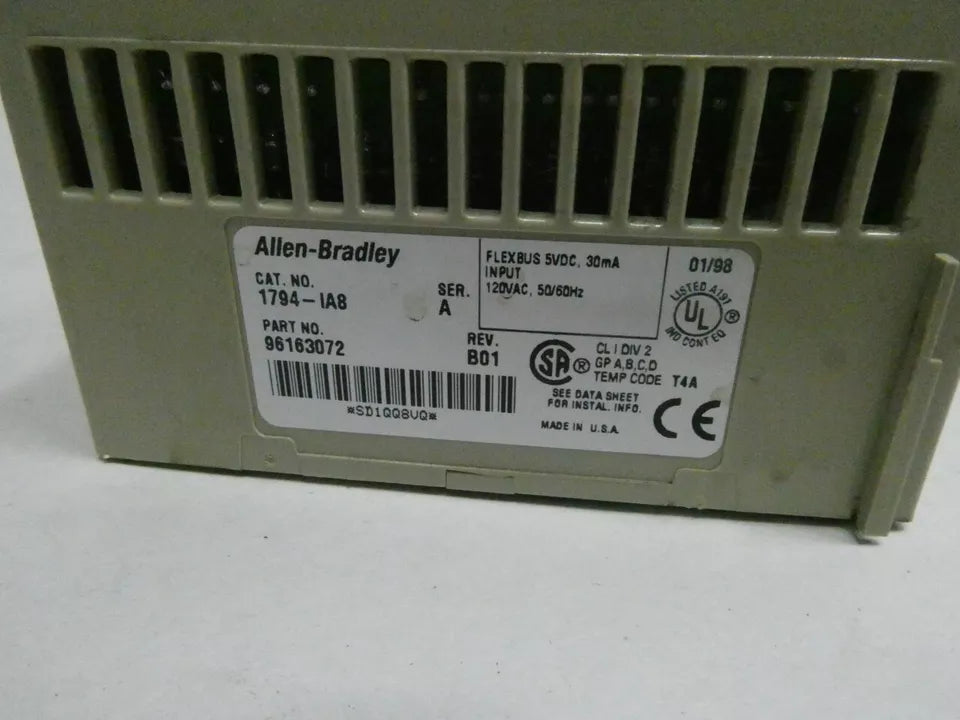 Allen-Bradley
CAT. NO.
1794-IA8
SER.
A
PART NO.
96163072
REV.
B01
*SD1QQ8VQ*
FLEXBUS 5VDC, 30mA
INPUT
120VAC, 50/60Hz
01/98
LISTED A191
UL ®
IND CONT EQ
SA ®
CL I DIV 2
GP A,B,C,D
TEMP CODE T4A
SEE DATA SHEET
FOR INSTAL. INFO.
MADE IN U.S.A.
CE